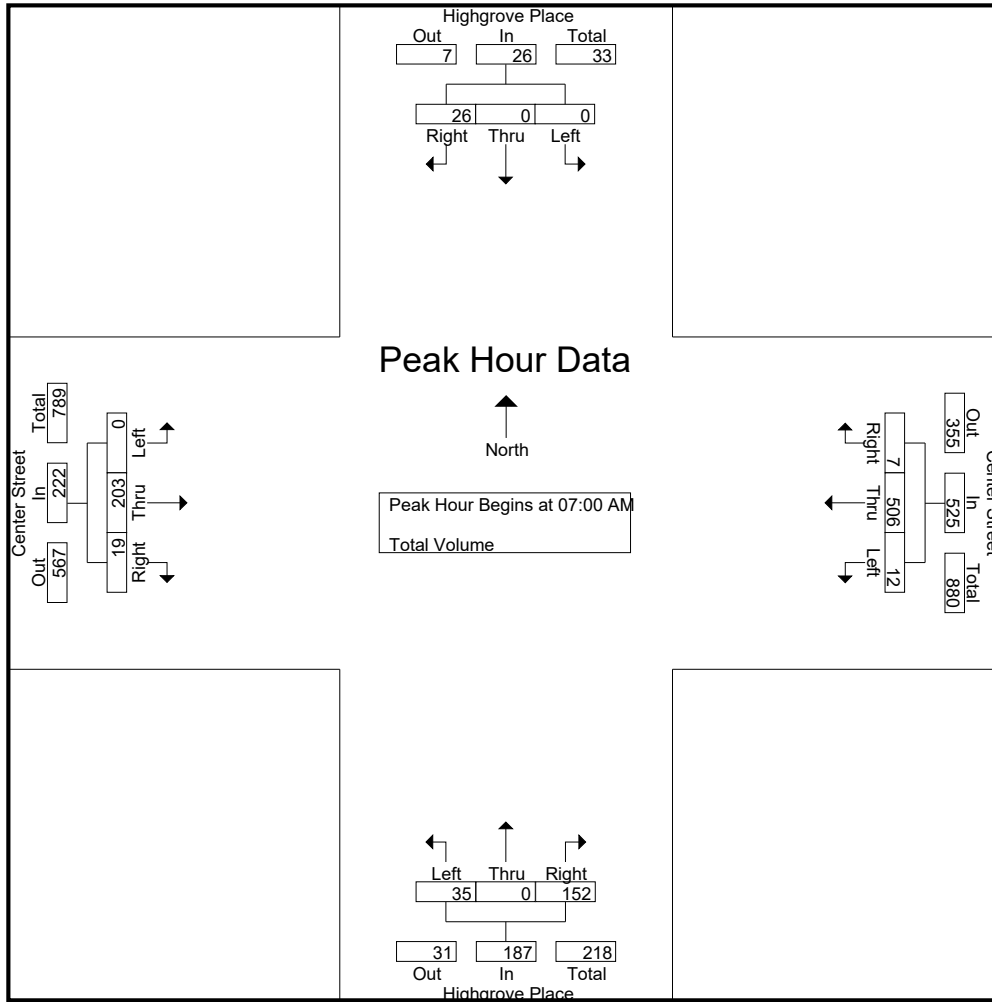 Highgrove Place
Out In Total
7 26 33
26 0 0
Right Thru Left
Peak Hour Data
North
Peak Hour Begins at 07:00 AM
Total Volume
Center Street
Total In Out
789 222 567
0 203 19
Left Thru Right
Right Thru Left
7 506 12
Out In Total
355 525 880
Center Street
Left Thru Right
35 0 152
31 187 218
Out In Total
Highgrove Place